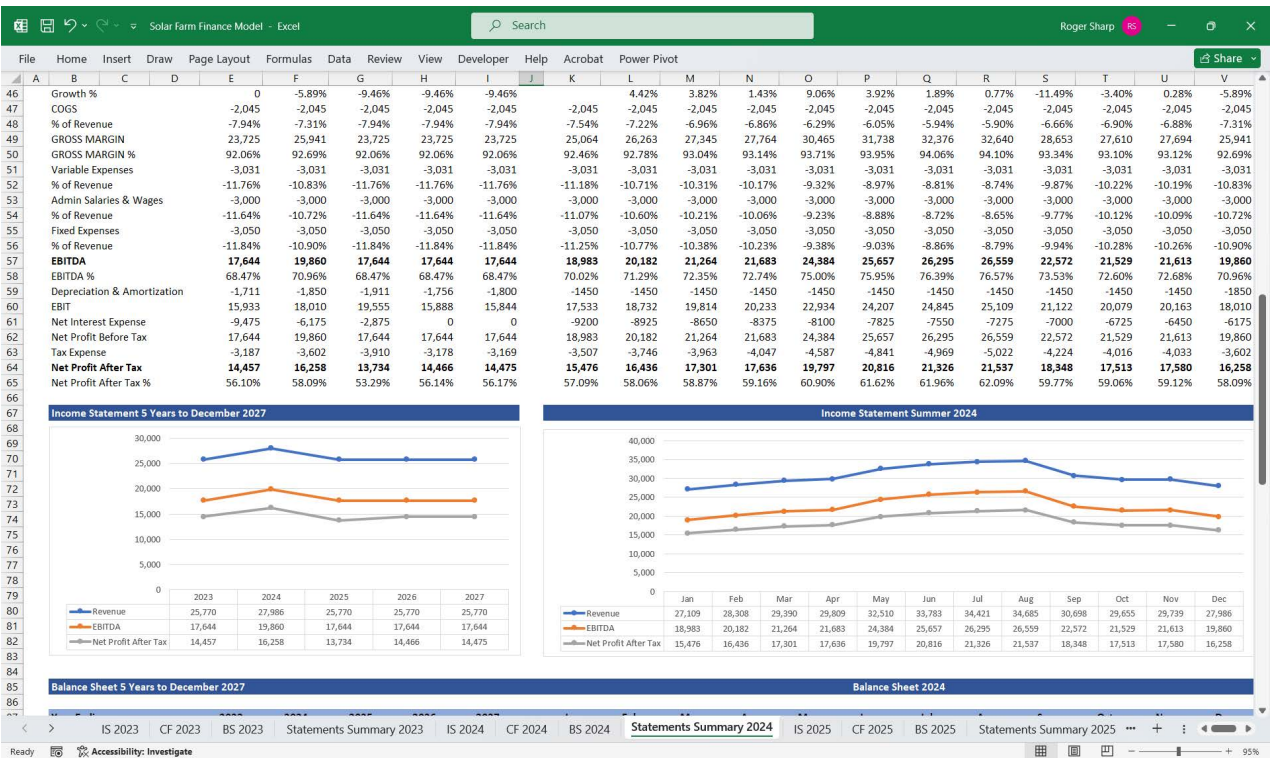 Solar Farm Finance Model - Excel Search Roger Sharp RS
File Home Insert Draw Page Layout Formulas Data Review View Developer Help Acrobat Power Pivot Share
A B C D E F G H I J K L M N O P Q R S T U V
46 Growth % 0 -5.89% -9.46% -9.46% -9.46% 4.42% 3.82% 1.43% 9.06% 3.92% 1.89% 0.77% -11.49% -3.40% 0.28% -5.89%
47 COGS -2,045 -2,045 -2,045 -2,045 -2,045 -2,045 -2,045 -2,045 -2,045 -2,045 -2,045 -2,045 -2,045 -2,045 -2,045 -2,045 -2,045
48 % of Revenue -7.94% -7.31% -7.94% -7.94% -7.94% -7.54% -7.22% -6.96% -6.86% -6.29% -6.05% -5.94% -5.90% -6.66% -6.90% -6.88% -7.31%
49 GROSS MARGIN 23,725 25,941 23,725 23,725 23,725 25,064 26,263 27,345 27,764 30,465 31,738 32,376 32,640 28,653 27,610 27,694 25,941
50 GROSS MARGIN % 92.06% 92.69% 92.06% 92.06% 92.06% 92.46% 92.78% 93.04% 93.14% 93.71% 93.95% 94.06% 94.10% 93.34% 93.10% 93.12% 92.69%
51 Variable Expenses -3,031 -3,031 -3,031 -3,031 -3,031 -3,031 -3,031 -3,031 -3,031 -3,031 -3,031 -3,031 -3,031 -3,031 -3,031 -3,031 -3,031
52 % of Revenue -11.76% -10.83% -11.76% -11.76% -11.76% -11.18% -10.71% -10.31% -10.17% -9.32% -8.97% -8.81% -8.74% -9.87% -10.22% -10.19% -10.83%
53 Admin Salaries & Wages -3,000 -3,000 -3,000 -3,000 -3,000 -3,000 -3,000 -3,000 -3,000 -3,000 -3,000 -3,000 -3,000 -3,000 -3,000 -3,000 -3,000
54 % of Revenue -11.64% -10.72% -11.64% -11.64% -11.64% -11.07% -10.60% -10.21% -10.06% -9.23% -8.88% -8.72% -8.65% -9.77% -10.12% -10.09% -10.72%
55 Fixed Expenses -3,050 -3,050 -3,050 -3,050 -3,050 -3,050 -3,050 -3,050 -3,050 -3,050 -3,050 -3,050 -3,050 -3,050 -3,050 -3,050 -3,050
56 % of Revenue -11.84% -10.90% -11.84% -11.84% -11.84% -11.25% -10.77% -10.38% -10.23% -9.38% -9.03% -8.86% -8.79% -9.94% -10.28% -10.26% -10.90%
57 EBITDA 17,644 19,860 17,644 17,644 17,644 18,983 20,182 21,264 21,683 24,384 25,657 26,295 26,559 22,572 21,529 21,613 19,860
58 EBITDA % 68.47% 70.96% 68.47% 68.47% 68.47% 70.02% 71.29% 72.35% 72.74% 75.00% 75.95% 76.39% 76.57% 73.53% 72.60% 72.68% 70.96%
59 Depreciation & Amortization -1,711 -1,850 -1,911 -1,756 -1,800 -1450 -1450 -1450 -1450 -1450 -1450 -1450 -1450 -1450 -1450 -1450 -1850
60 EBIT 15,933 18,010 19,555 15,888 15,844 17,533 18,732 19,814 20,233 22,934 24,207 24,845 25,109 21,122 20,079 20,163 18,010
61 Net Interest Expense -9,475 -6,175 -2,875 0 0 -9200 -8925 -8650 -8375 -8100 -7825 -7550 -7275 -7000 -6725 -6450 -6175
62 Net Profit Before Tax 17,644 19,860 17,644 17,644 17,644 18,983 20,182 21,264 21,683 24,384 25,657 26,295 26,559 22,572 21,529 21,613 19,860
63 Tax Expense -3,187 -3,602 -3,910 -3,178 -3,169 -3,507 -3,746 -3,963 -4,047 -4,587 -4,841 -4,969 -5,022 -4,224 -4,016 -4,033 -3,602
64 Net Profit After Tax 14,457 16,258 13,734 14,466 14,475 15,476 16,436 17,301 17,636 19,797 20,816 21,326 21,537 18,348 17,513 17,580 16,258
65 Net Profit After Tax % 56.10% 58.09% 53.29% 56.14% 56.17% 57.09% 58.06% 58.87% 59.16% 60.90% 61.62% 61.96% 62.09% 59.77% 59.06% 59.12% 58.09%
66
67 Income Statement 5 Years to December 2027 Income Statement Summer 2024
68
69 30,000 40,000
70 25,000 35,000
71 30,000
72 20,000 25,000
73
74 15,000 20,000
75 10,000 15,000
76 10,000
77 5,000
78 5,000
79 0 2023 2024 2025 2026 2027 0 Jan Feb Mar Apr May Jun Jul Aug Sep Oct Nov Dec
80 Revenue 25,770 27,986 25,770 25,770 25,770 Revenue 27,109 28,308 29,390 29,809 32,510 33,783 34,421 34,685 30,698 29,655 29,739 27,986
81 EBITDA 17,644 19,860 17,644 17,644 17,644 EBITDA 18,983 20,182 21,264 21,683 24,384 25,657 26,295 26,559 22,572 21,529 21,613 19,860
82 Net Profit After Tax 14,457 16,258 13,734 14,466 14,475 Net Profit After Tax 15,476 16,436 17,301 17,636 19,797 20,816 21,326 21,537 18,348 17,513 17,580 16,258
83
84
85 Balance Sheet 5 Years to December 2027 Balance Sheet 2024
86
IS 2023 CF 2023 BS 2023 Statements Summary 2023 IS 2024 CF 2024 BS 2024 Statements Summary 2024 IS 2025 CF 2025 BS 2025 Statements Summary 2025
Ready Accessibility: Investigate 95%